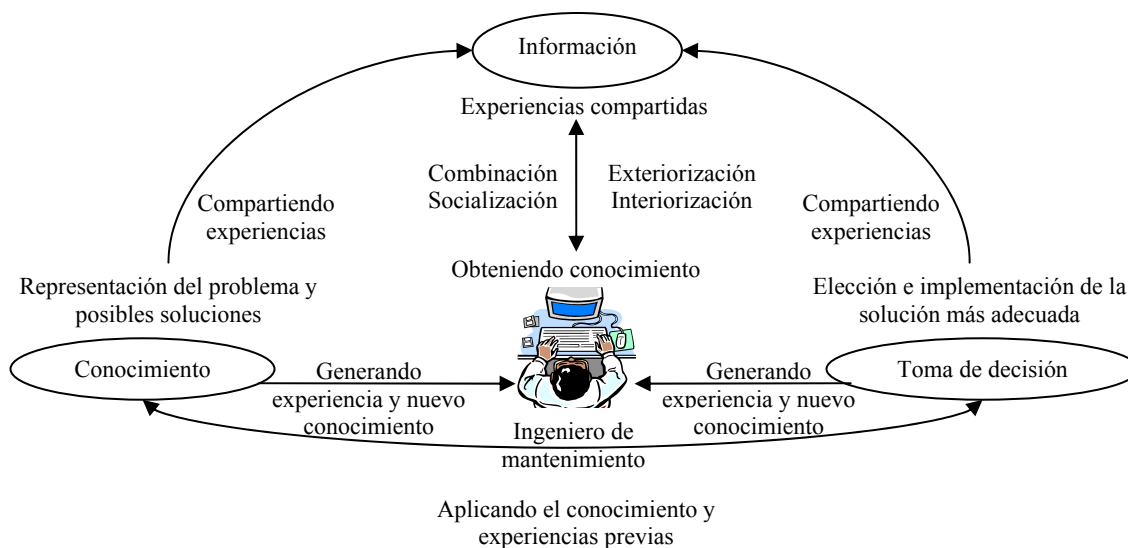 Información
Experiencias compartidas
Combinación
Socialización
Exteriorización
Interiorización
Compartiendo
experiencias
Compartiendo
experiencias
Obteniendo conocimiento
Representación del problema y
posibles soluciones
Elección e implementación de la
solución más adecuada
Conocimiento
Generando
experiencia y nuevo
conocimiento
Generando
experiencia y nuevo
conocimiento
Toma de decisión
Ingeniero de
mantenimiento
Aplicando el conocimiento y
experiencias previas